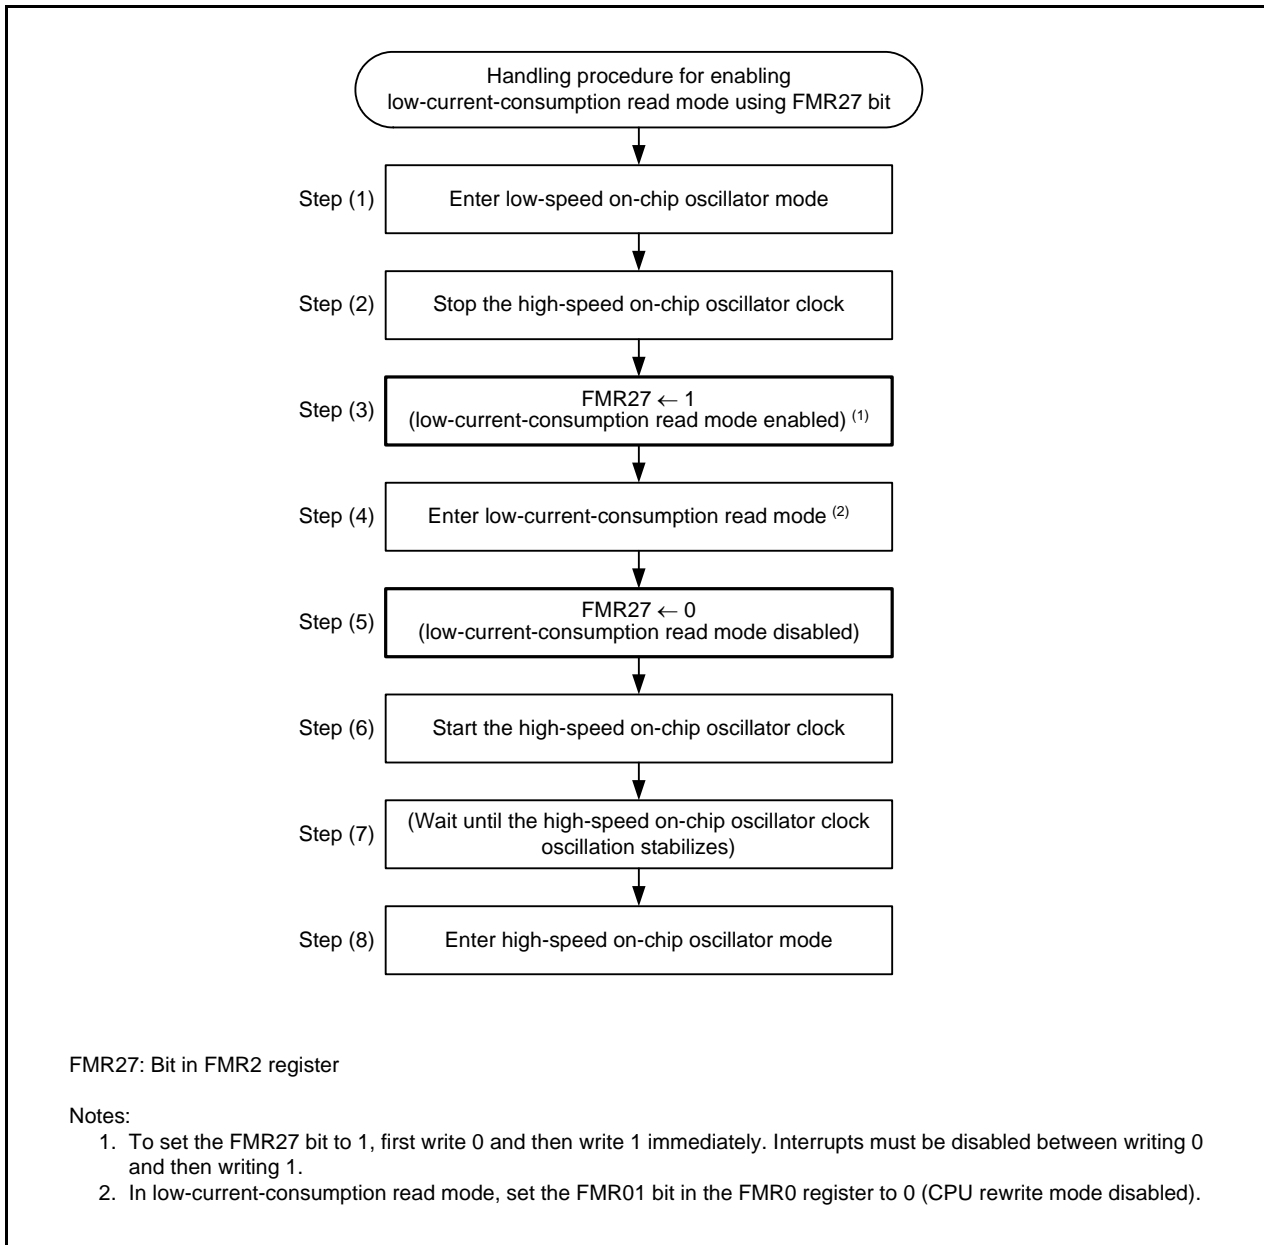 Handling procedure for enabling
low-current-consumption read mode using FMR27 bit
Step (1)
Enter low-speed on-chip oscillator mode
Step (2)
Stop the high-speed on-chip oscillator clock
Step (3)
FMR27 ← 1
(low-current-consumption read mode enabled) (1)
Step (4)
Enter low-current-consumption read mode (2)
Step (5)
FMR27 ← 0
(low-current-consumption read mode disabled)
Step (6)
Start the high-speed on-chip oscillator clock
Step (7)
(Wait until the high-speed on-chip oscillator clock
oscillation stabilizes)
Step (8)
Enter high-speed on-chip oscillator mode
FMR27: Bit in FMR2 register
Notes:
1. To set the FMR27 bit to 1, first write 0 and then write 1 immediately. Interrupts must be disabled between writing 0
and then writing 1.
2. In low-current-consumption read mode, set the FMR01 bit in the FMR0 register to 0 (CPU rewrite mode disabled).